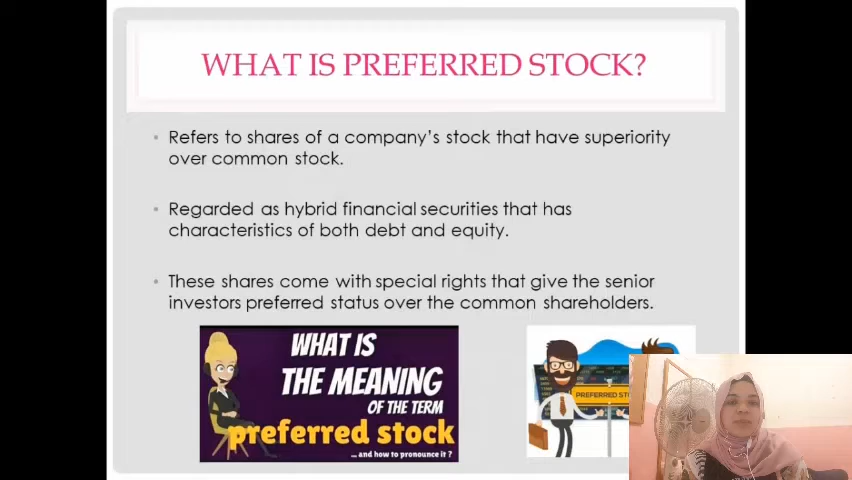 WHAT IS PREFERRED STOCK?
Refers to shares of a company's stock that have superiority
over common stock.
Regarded as hybrid financial securities that has
characteristics of both debt and equity.
These shares come with special rights that give the senior
investors preferred status over the common shareholders.
WHAT IS
THE MEANING
OF THE TERM
preferred stock
... and how to pronounce it ?
PREFERRED